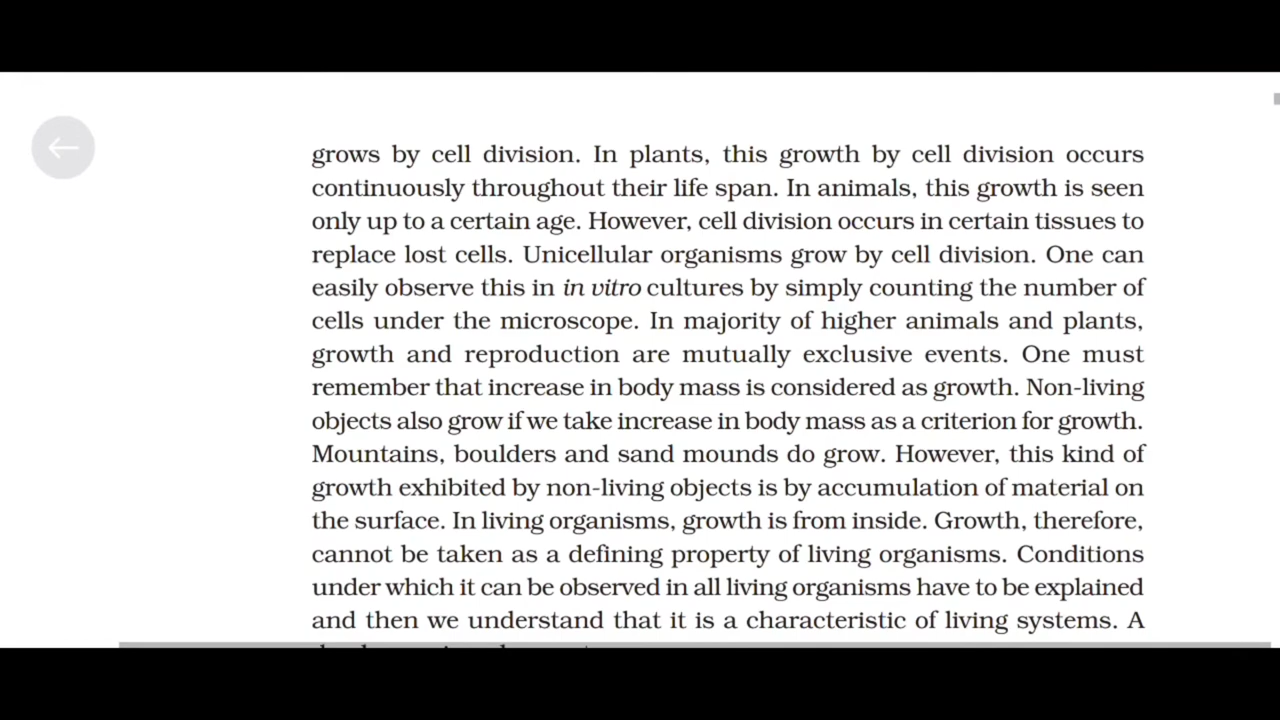 grows by cell division. In plants, this growth by cell division occurs
continuously throughout their life span. In animals, this growth is seen
only up to a certain age. However, cell division occurs in certain tissues to
replace lost cells. Unicellular organisms grow by cell division. One can
easily observe this in in vitro cultures by simply counting the number of
cells under the microscope. In majority of higher animals and plants,
growth and reproduction are mutually exclusive events. One must
remember that increase in body mass is considered as growth. Non-living
objects also grow if we take increase in body mass as a criterion for growth.
Mountains, boulders and sand mounds do grow. However, this kind of
growth exhibited by non-living objects is by accumulation of material on
the surface. In living organisms, growth is from inside. Growth, therefore,
cannot be taken as a defining property of living organisms. Conditions
under which it can be observed in all living organisms have to be explained
and then we understand that it is a characteristic of living systems. A